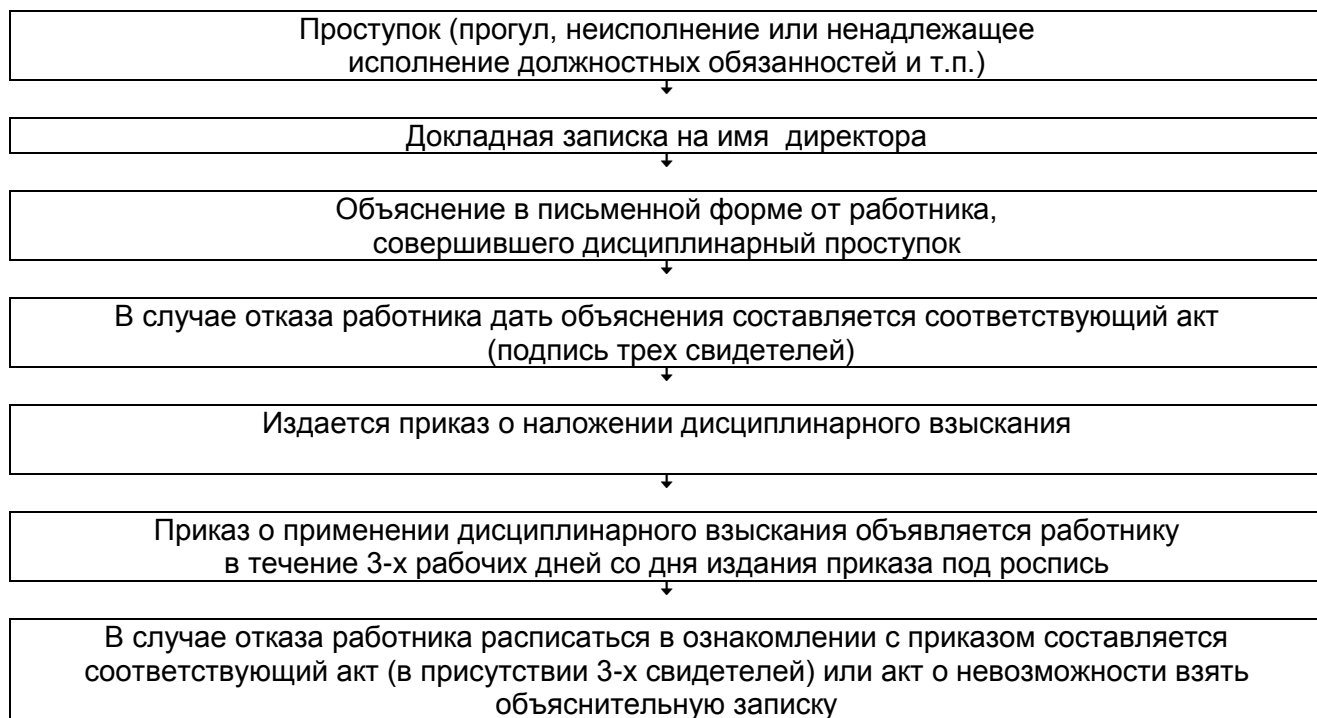 Проступок (прогул, неисполнение или ненадлежащее
исполнение должностных обязанностей и т.п.)
Докладная записка на имя  директора
Объяснение в письменной форме от работника,
совершившего дисциплинарный проступок
В случае отказа работника дать объяснения составляется соответствующий акт
(подпись трех свидетелей)
Издается приказ о наложении дисциплинарного взыскания
Приказ о применении дисциплинарного взыскания объявляется работнику
в течение 3-х рабочих дней со дня издания приказа под роспись
В случае отказа работника расписаться в ознакомлении с приказом составляется
соответствующий акт (в присутствии 3-х свидетелей) или акт о невозможности взять
объяснительную записку